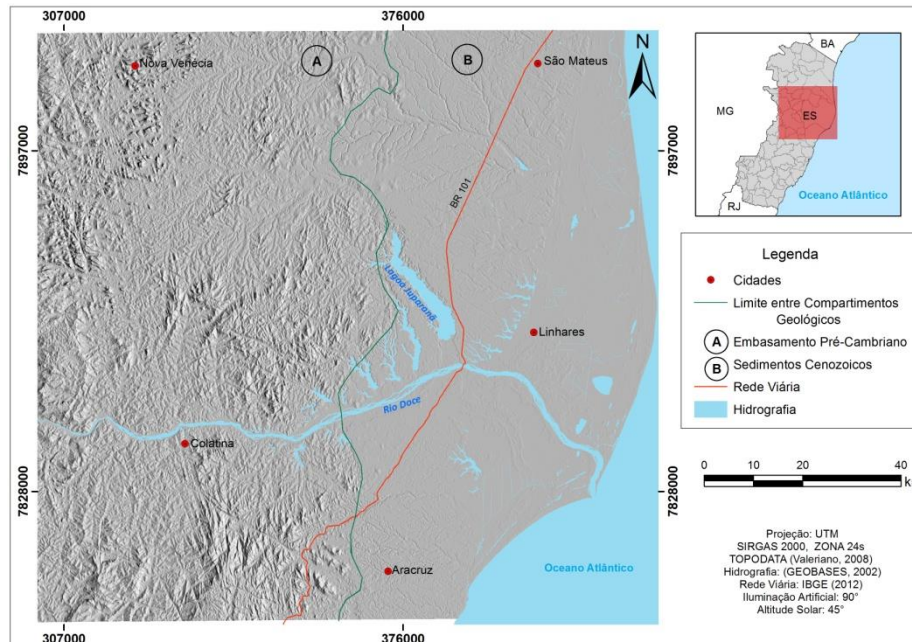 307000
376000
Nova Venécia
A
B
São Mateus
N
7897000
7897000
BR 101
Lagoa Juparanã
Linhares
Rio Doce
Colatina
7828000
7828000
Aracruz
Oceano Atlântico
307000
376000
BA
MG
ES
RJ
Oceano Atlântico
Legenda
Cidades
Limite entre Compartimentos
Geológicos
A Embasamento Pré-Cambriano
B Sedimentos Cenozoicos
Rede Viária
Hidrografia
0 10 20 40
km
Projeção: UTM
SIRGAS 2000, ZONA 24s
TOPODATA (Valeriano, 2008)
Hidrografia: (GEOBASES, 2002)
Rede Viária: IBGE (2012)
Iluminação Artificial: 90°
Altitude Solar: 45°